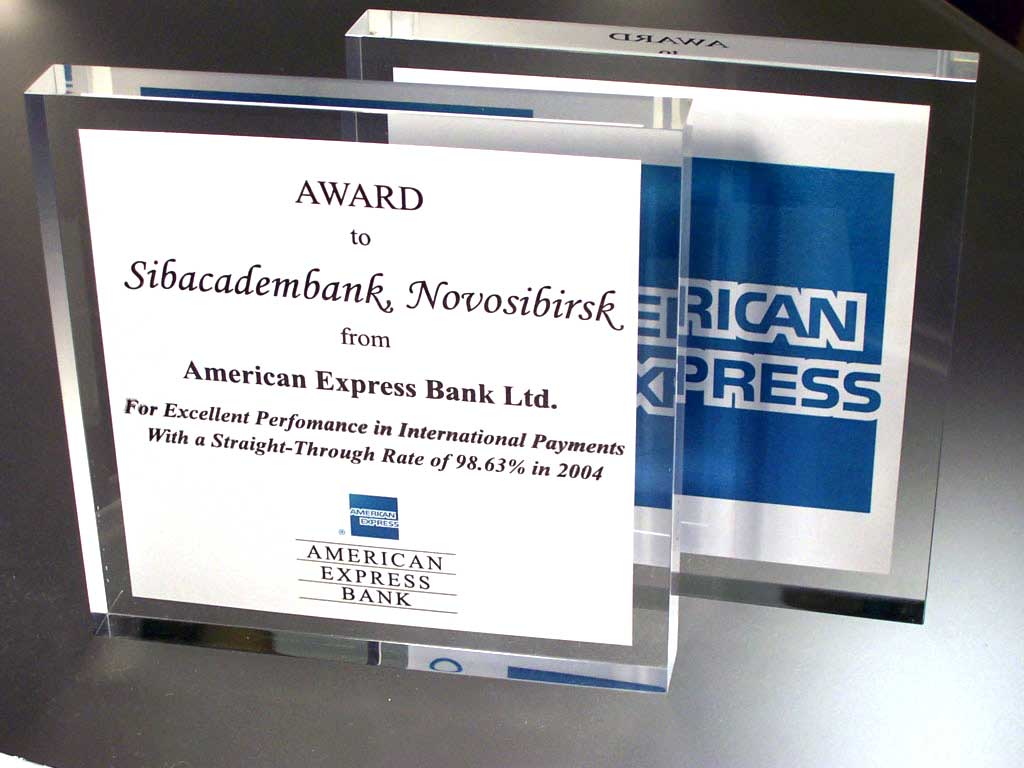 AWARD
to
Sibacadembank, Novosibirsk
from
American Express Bank Ltd.
For Excellent Perfomance in International Payments
With a Straight-Through Rate of 98.63% in 2004
AMERICAN
EXPRESS
®
AMERICAN
EXPRESS
BANK
AWARD
ERICAN
XPRESS